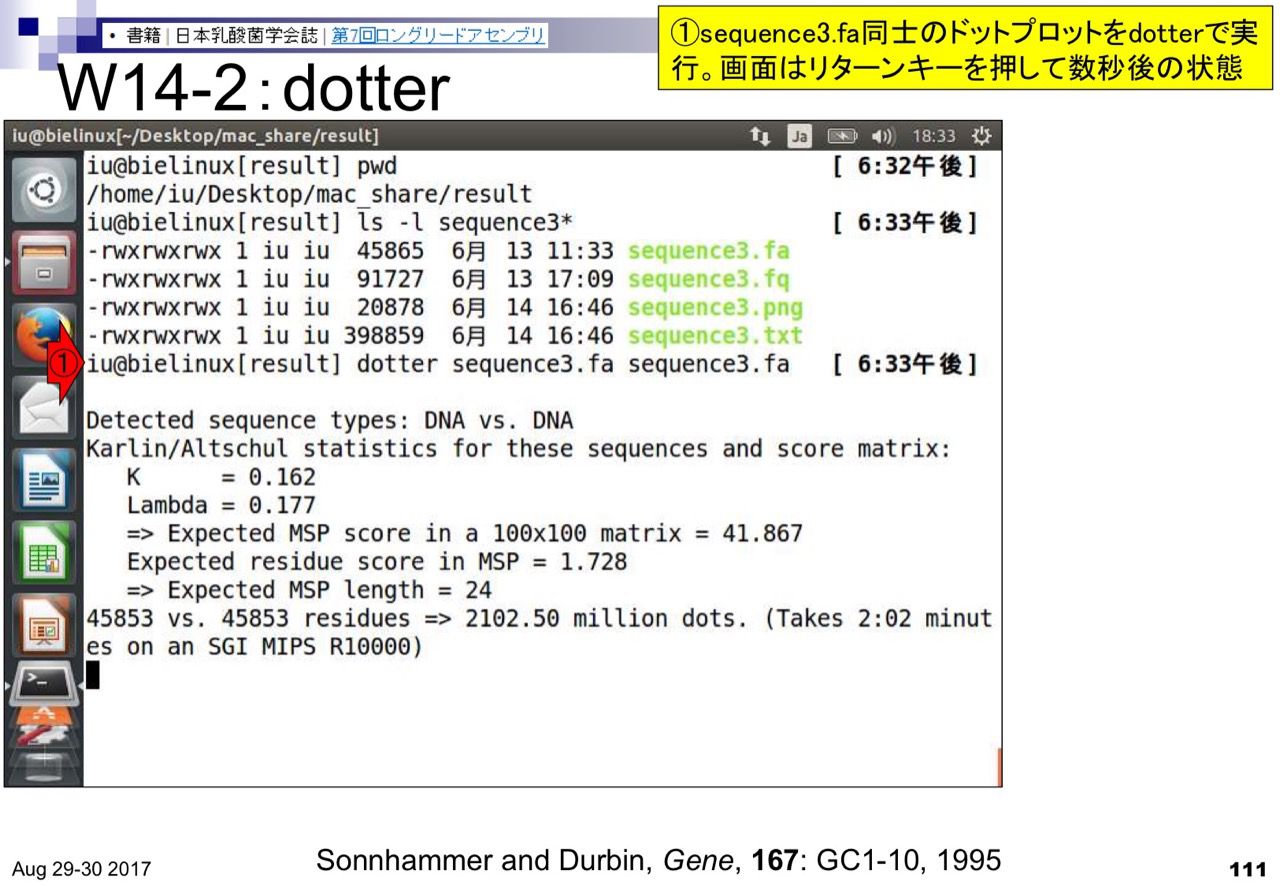 • 書籍 | 日本乳酸菌学会誌 | 第7回ロングリードアセンブリ
①sequence3.fa同士のドットプロットをdotterで実
行。画面はリターンキーを押して数秒後の状態
W14-2：dotter
iu@bielinux[~/Desktop/mac_share/result] Ja 18:33
iu@bielinux[result] pwd [ 6:32午後]
/home/iu/Desktop/mac_share/result
iu@bielinux[result] ls -l sequence3* [ 6:33午後]
-rwxrwxrwx 1 iu iu  45865  6月 13 11:33 sequence3.fa
-rwxrwxrwx 1 iu iu  91727  6月 13 17:09 sequence3.fq
-rwxrwxrwx 1 iu iu  20878  6月 14 16:46 sequence3.png
-rwxrwxrwx 1 iu iu 398859  6月 14 16:46 sequence3.txt
① iu@bielinux[result] dotter sequence3.fa sequence3.fa [ 6:33午後]
Detected sequence types: DNA vs. DNA
Karlin/Altschul statistics for these sequences and score matrix:
K      = 0.162
Lambda = 0.177
=> Expected MSP score in a 100x100 matrix = 41.867
Expected residue score in MSP = 1.728
=> Expected MSP length = 24
45853 vs. 45853 residues => 2102.50 million dots. (Takes 2:02 minut
es on an SGI MIPS R10000)
Sonnhammer and Durbin, Gene, 167: GC1-10, 1995
Aug 29-30 2017
111